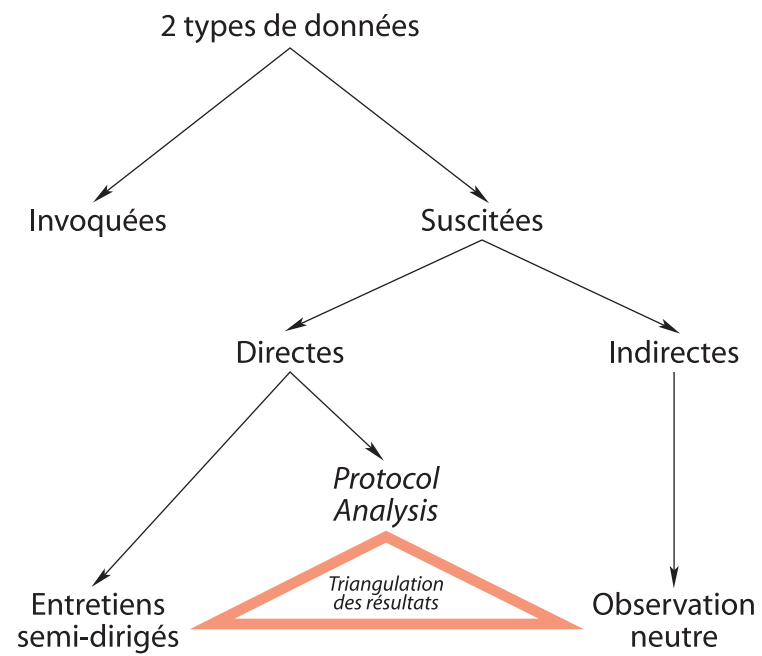 2 types de données
Invoquées
Suscitées
Directes
Indirectes
Protocol
Analysis
Triangulation
des résultats
Entretiens
semi-dirigés
Observation
neutre